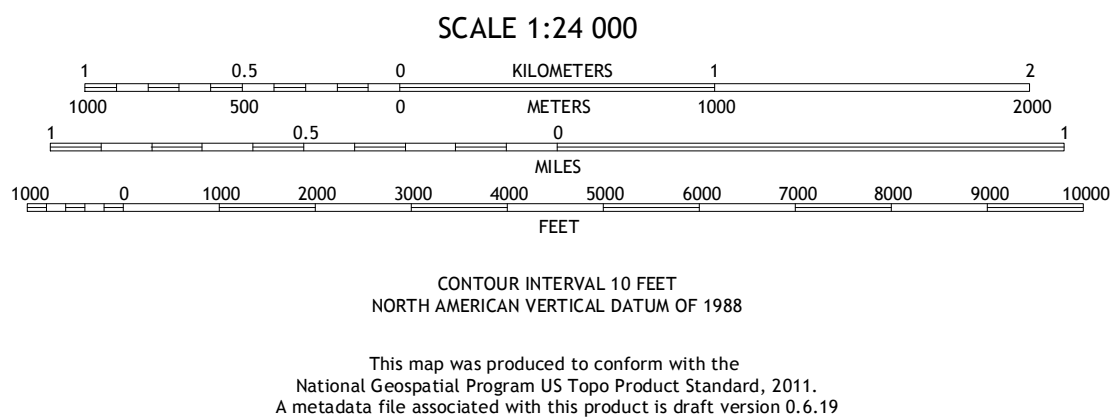 SCALE 1:24 000
1 0.5 0 KILOMETERS 1 2
1000 500 0 METERS 1000 2000
1 0.5 0 1
MILES
1000 0 1000 2000 3000 4000 5000 6000 7000 8000 9000 10000
FEET
CONTOUR INTERVAL 10 FEET
NORTH AMERICAN VERTICAL DATUM OF 1988
This map was produced to conform with the
National Geospatial Program US Topo Product Standard, 2011.
A metadata file associated with this product is draft version 0.6.19